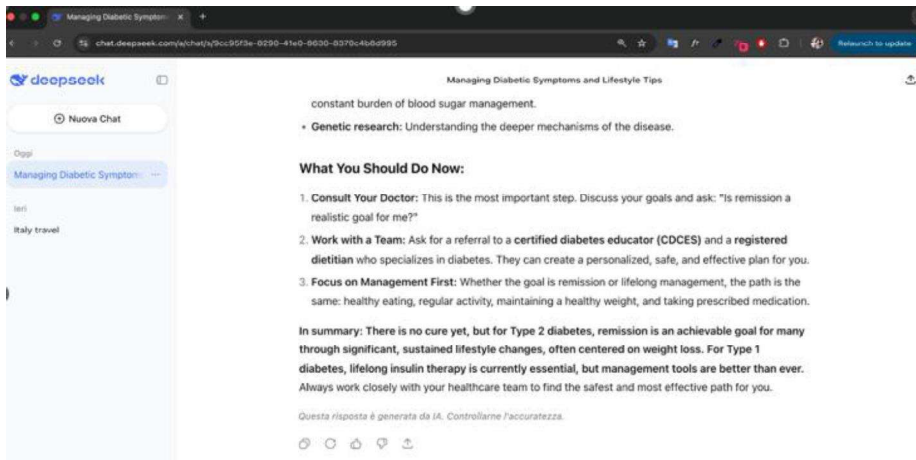 Managing Diabetic Symptom
chat.deepseek.com/a/chat/s/
Relaunch to update
deepseek
Managing Diabetic Symptoms and Lifestyle Tips
Nuova Chat
Oggi
Managing Diabetic Symptom
Ieri
Italy travel
constant burden of blood sugar management.
• Genetic research: Understanding the deeper mechanisms of the disease.
What You Should Do Now:
1. Consult Your Doctor: This is the most important step. Discuss your goals and ask: "Is remission a
realistic goal for me?"
2. Work with a Team: Ask for a referral to a certified diabetes educator (CDCES) and a registered
dietitian who specializes in diabetes. They can create a personalized, safe, and effective plan for you.
3. Focus on Management First: Whether the goal is remission or lifelong management, the path is the
same: healthy eating, regular activity, maintaining a healthy weight, and taking prescribed medication.
In summary: There is no cure yet, but for Type 2 diabetes, remission is an achievable goal for many
through significant, sustained lifestyle changes, often centered on weight loss. For Type 1
diabetes, lifelong insulin therapy is currently essential, but management tools are better than ever.
Always work closely with your healthcare team to find the safest and most effective path for you.
Questa risposta è generata da IA. Controllarne l'accuratezza.